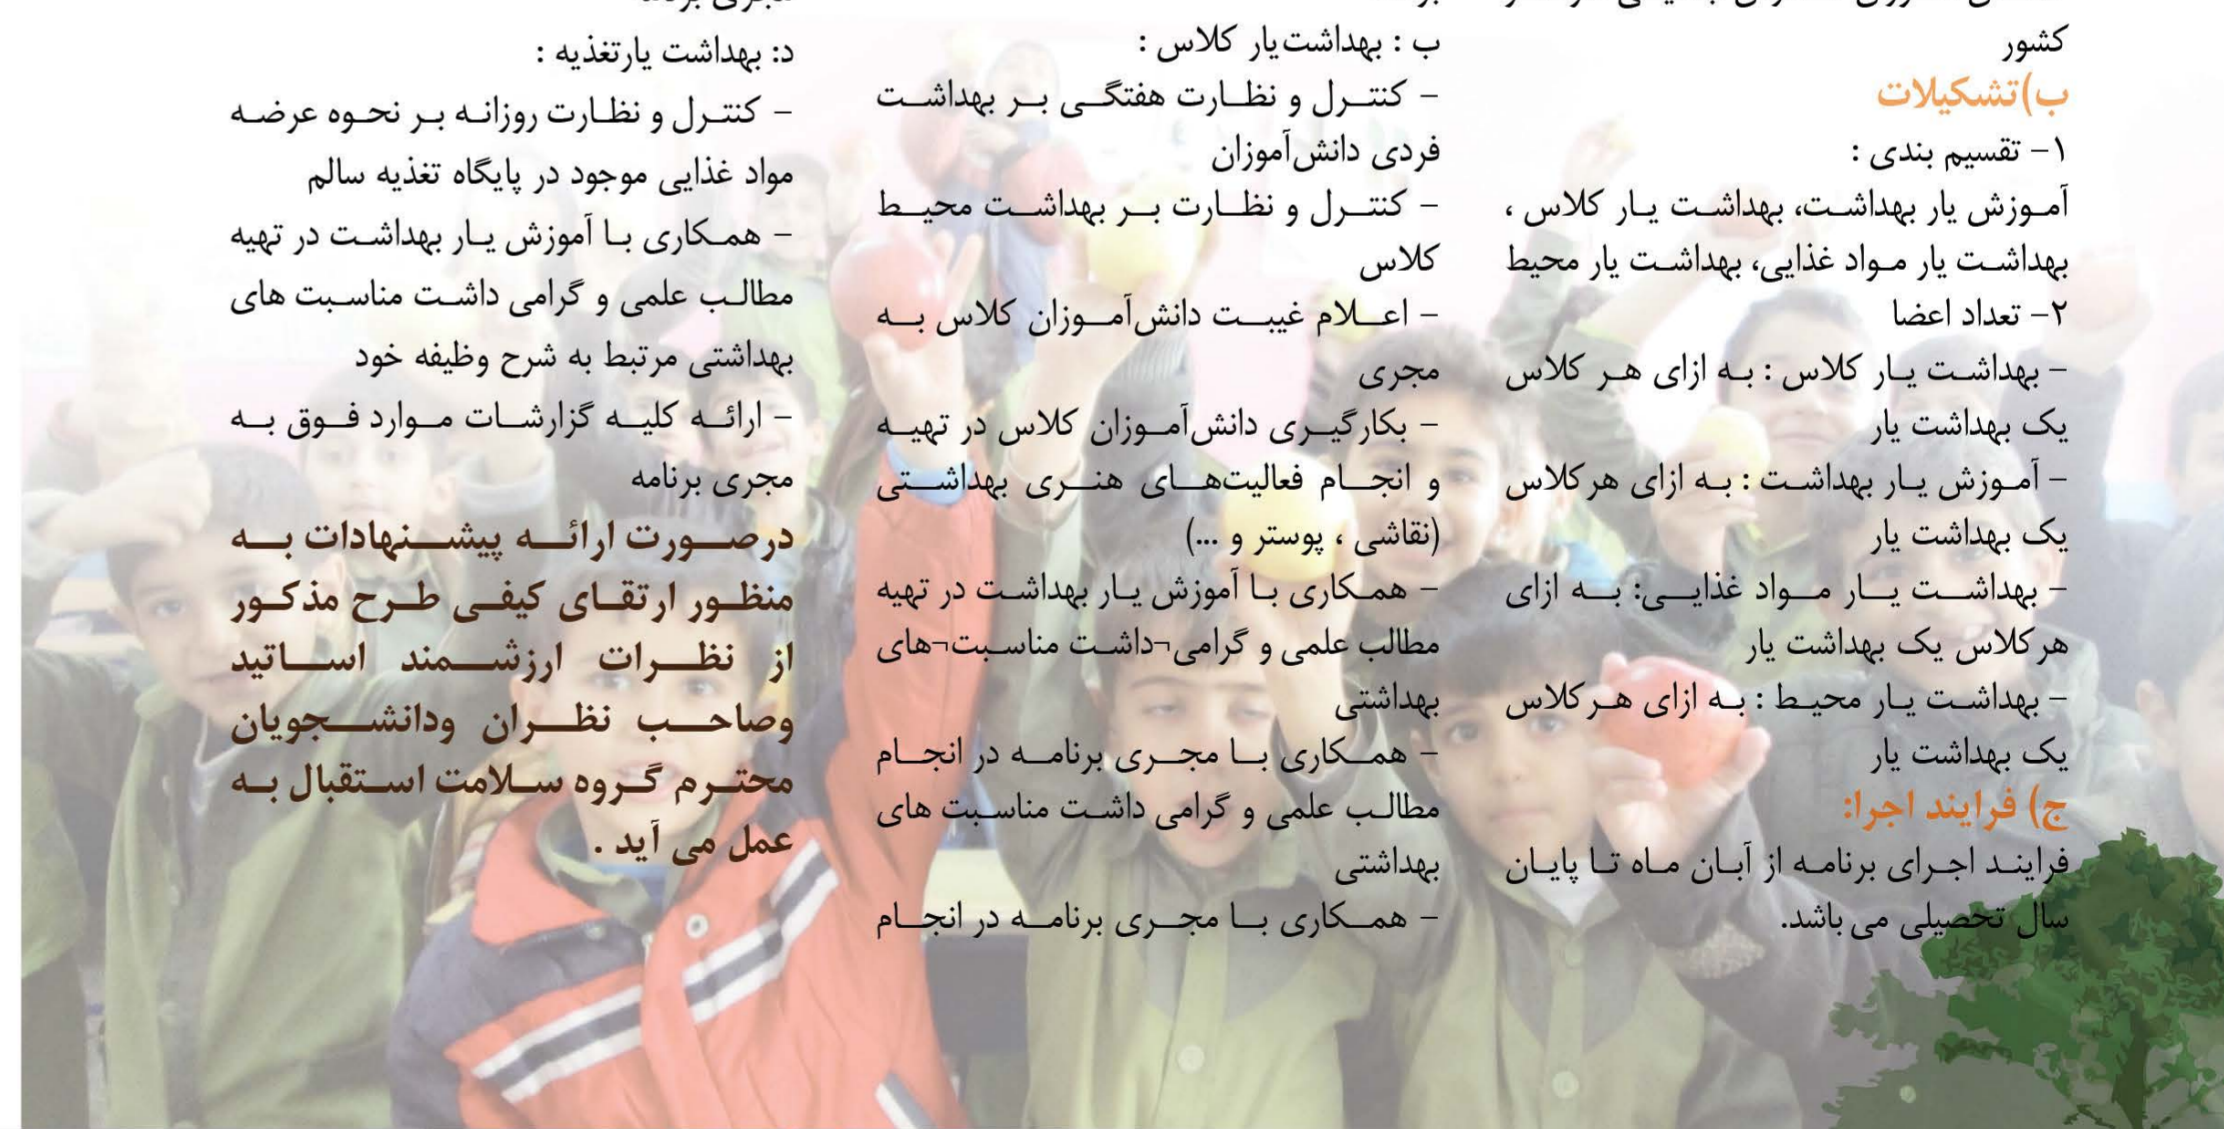 کشور
ب)تشکیلات
۱- تقسیم بندی :
آموزش یار بهداشت، بهداشت یار کلاس ،
بهداشت یار مواد غذایی، بهداشت یار محیط
۲- تعداد اعضا
- بهداشت یار کلاس : به ازای هر کلاس
یک بهداشت یار
- آموزش یار بهداشت : به ازای هرکلاس
یک بهداشت یار
- بهداشت یار مواد غذایی: به ازای
هرکلاس یک بهداشت یار
- بهداشت یار محیط : به ازای هرکلاس
یک بهداشت یار
ج) فرایند اجرا:
فرایند اجرای برنامه از آبان ماه تا پایان
سال تحصیلی می باشد.
ب : بهداشت‌یار کلاس :
- کنترل و نظارت هفتگی بر بهداشت
فردی دانش‌آموزان
- کنترل و نظارت بر بهداشت محیط
کلاس
- اعلام غیبت دانش‌آموزان کلاس به
مجری
- بکارگیری دانش‌آموزان کلاس در تهیه
و انجام فعالیت‌های هنری بهداشتی
(نقاشی ، پوستر و ...)
- همکاری با آموزش یار بهداشت در تهیه
مطالب علمی و گرامی¬داشت مناسبت¬های
بهداشتی
- همکاری با مجری برنامه در انجام
مطالب علمی و گرامی داشت مناسبت های
بهداشتی
- همکاری با مجری برنامه در انجام
د: بهداشت یارتغذیه :
- کنترل و نظارت روزانه بر نحوه عرضه
مواد غذایی موجود در پایگاه تغذیه سالم
- همکاری با آموزش یار بهداشت در تهیه
مطالب علمی و گرامی داشت مناسبت های
بهداشتی مرتبط به شرح وظیفه خود
- ارائه کلیه گزارشات موارد فوق به
مجری برنامه
درصورت ارائه پیشنهادات به
منظور ارتقای کیفی طرح مذکور
از نظرات ارزشمند اساتید
وصاحب نظران ودانشجویان
محترم گروه سلامت استقبال به
عمل می آید .